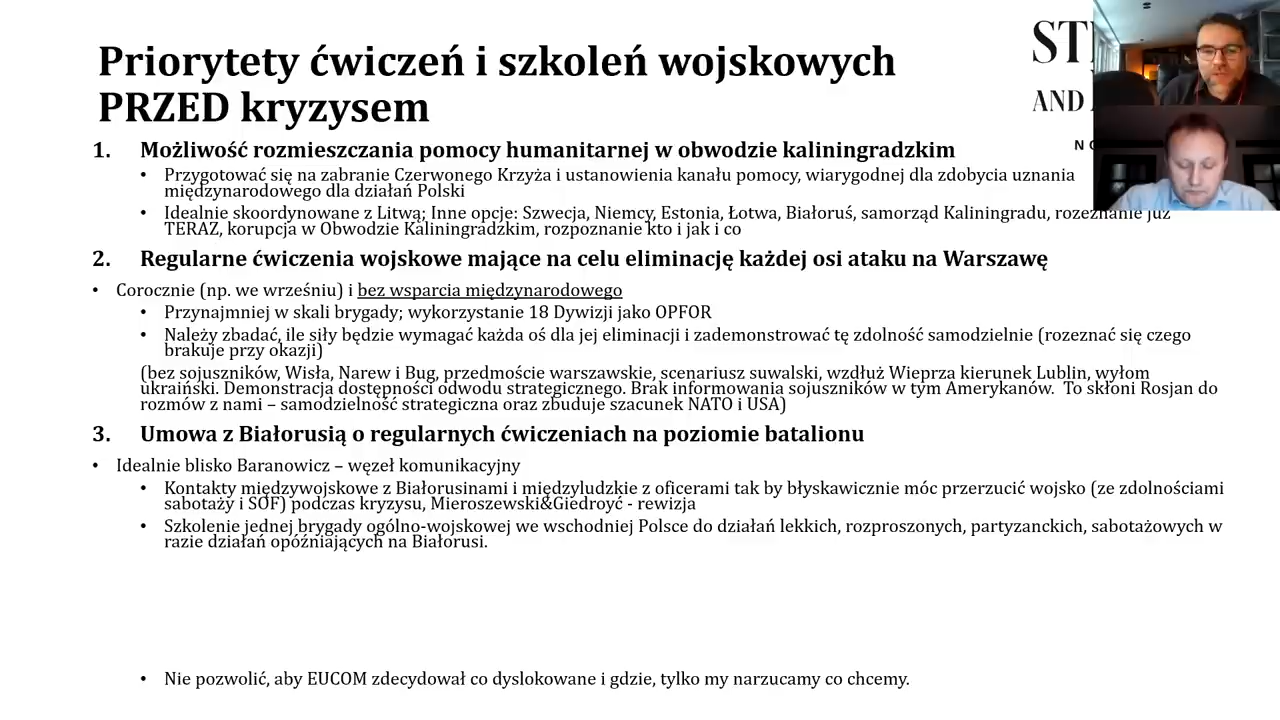 Priorytety ćwiczeń i szkoleń wojskowych
PRZED kryzysem
1. Możliwość rozmieszczania pomocy humanitarnej w obwodzie kaliningradzkim
• Przygotować się na zabranie Czerwonego Krzyża i ustanowienia kanału pomocy, wiarygodnej dla zdobycia uznania
międzynarodowego dla działań Polski
• Idealnie skoordynowane z Litwą; Inne opcje: Szwecja, Niemcy, Estonia, Łotwa, Białoruś, samorząd Kaliningradu, rozeznanie już
TERAZ, korupcja w Obwodzie Kaliningradzkim, rozpoznanie kto i jak i co
2. Regularne ćwiczenia wojskowe mające na celu eliminację każdej osi ataku na Warszawę
• Corocznie (np. we wrześniu) i bez wsparcia międzynarodowego
• Przynajmniej w skali brygady; wykorzystanie 18 Dywizji jako OPFOR
• Należy zbadać, ile siły będzie wymagać każda oś dla jej eliminacji i zademonstrować tę zdolność samodzielnie (rozeznać się czego
brakuje przy okazji)
(bez sojuszników, Wisła, Narew i Bug, przedmoście warszawskie, scenariusz suwalski, wzdłuż Wieprza kierunek Lublin, wyłom
ukraiński. Demonstracja dostępności odwodu strategicznego. Brak informowania sojuszników w tym Amerykanów. To skłoni Rosjan do
rozmów z nami – samodzielność strategiczna oraz zbuduje szacunek NATO i USA)
3. Umowa z Białorusią o regularnych ćwiczeniach na poziomie batalionu
• Idealnie blisko Baranowicz – węzeł komunikacyjny
• Kontakty międzywojskowe z Białorusinami i międzyludzkie z oficerami tak by błyskawicznie móc przerzucić wojsko (ze zdolnościami
sabotaży i SOF) podczas kryzysu, Mieroszewski&Giedroyć - rewizja
• Szkolenie jednej brygady ogólno-wojskowej we wschodniej Polsce do działań lekkich, rozproszonych, partyzanckich, sabotażowych w
razie działań opóźniających na Białorusi.
• Nie pozwolić, aby EUCOM zdecydował co dyslokowane i gdzie, tylko my narzucamy co chcemy.